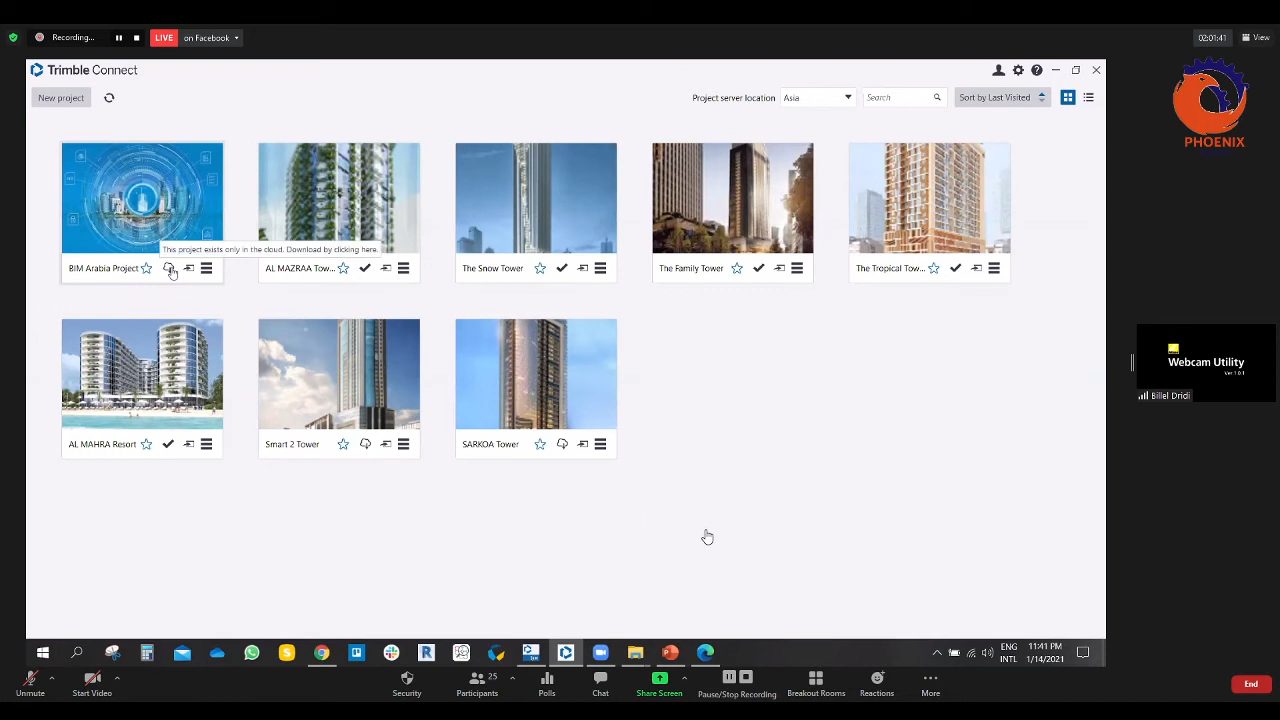 Recording...
LIVE
on Facebook
02:01:41
View
Trimble Connect
New project
Project server location
Asia
Search
Sort by Last Visited
PHOENIX
This project exists only in the cloud. Download by clicking here.
BIM Arabia Project
AL MAZRAA Tow...
The Snow Tower
The Family Tower
The Tropical Tow...
AL MAHRA Resort
Smart 2 Tower
SARKOA Tower
Webcam Utility
Ver 1.0.1
Billel Dridi
ENG
INTL
11:41 PM
1/14/2021
Unmute
Start Video
Security
Participants
25
Polls
Chat
Share Screen
Pause/Stop Recording
Breakout Rooms
Reactions
More
End